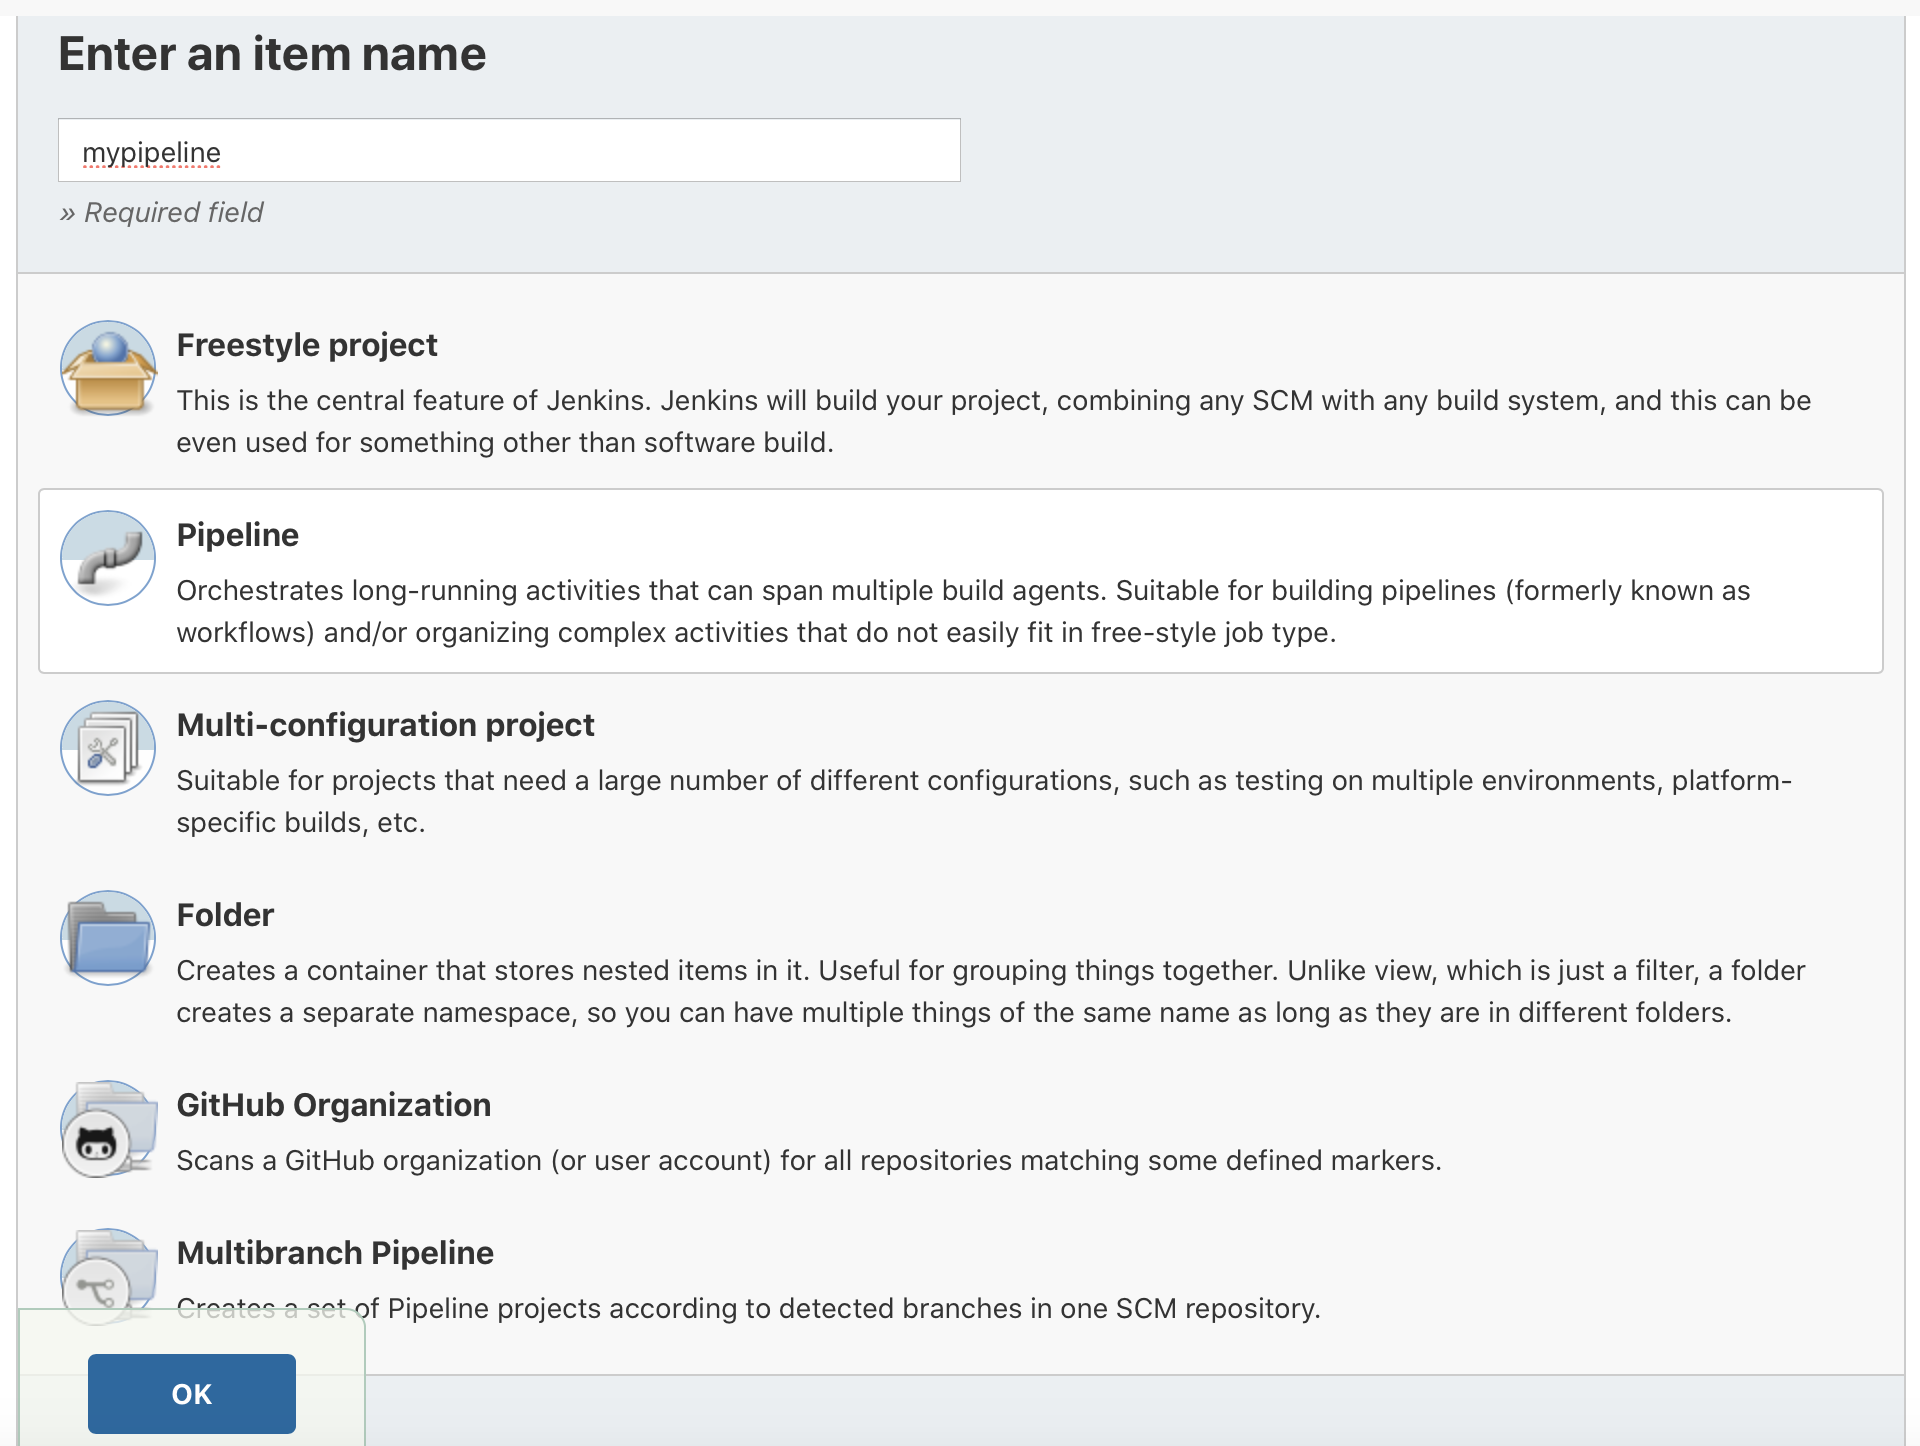 Enter an item name
mypipeline
» Required field
Freestyle project
This is the central feature of Jenkins. Jenkins will build your project, combining any SCM with any build system, and this can be
even used for something other than software build.
Pipeline
Orchestrates long-running activities that can span multiple build agents. Suitable for building pipelines (formerly known as
workflows) and/or organizing complex activities that do not easily fit in free-style job type.
Multi-configuration project
Suitable for projects that need a large number of different configurations, such as testing on multiple environments, platform-
specific builds, etc.
Folder
Creates a container that stores nested items in it. Useful for grouping things together. Unlike view, which is just a filter, a folder
creates a separate namespace, so you can have multiple things of the same name as long as they are in different folders.
GitHub Organization
Scans a GitHub organization (or user account) for all repositories matching some defined markers.
Multibranch Pipeline
Creates a set of Pipeline projects according to detected branches in one SCM repository.
OK